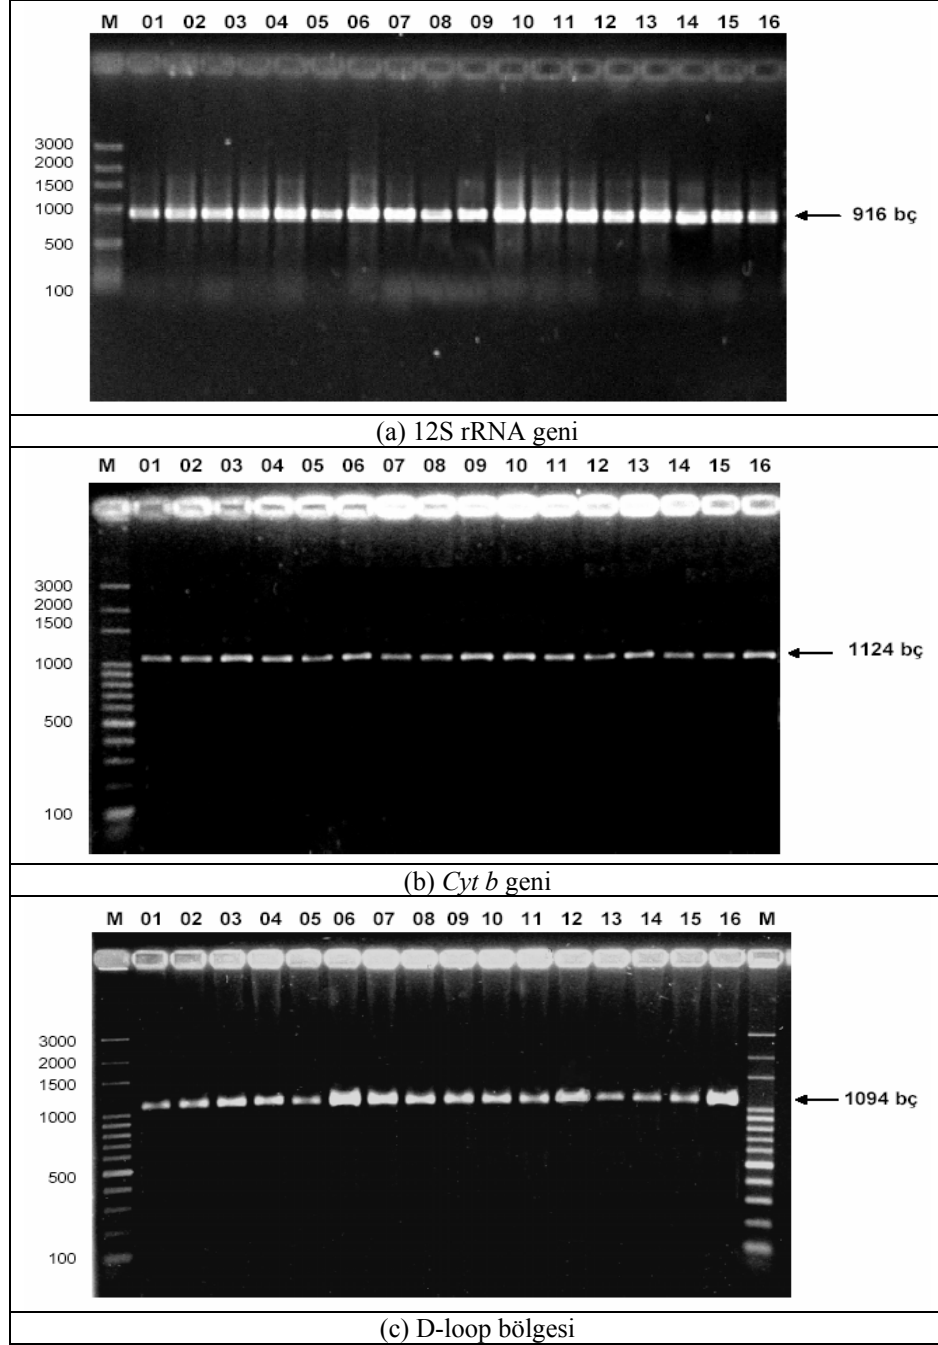 M 01 02 03 04 05 06 07 08 09 10 11 12 13 14 15 16
3000
2000
1500
1000
916 bç
500
100
(a) 12S rRNA geni
M 01 02 03 04 05 06 07 08 09 10 11 12 13 14 15 16
3000
2000
1500
1124 bç
1000
500
100
(b) Cyt b geni
M 01 02 03 04 05 06 07 08 09 10 11 12 13 14 15 16 M
3000
2000
1500
1094 bç
1000
500
100
(c) D-loop bölgesi